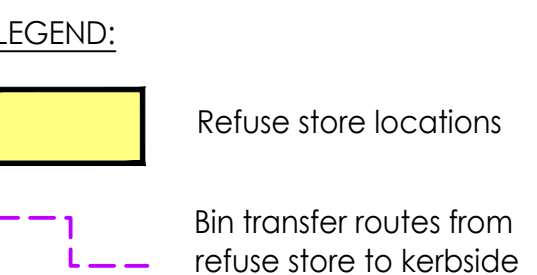 LEGEND:
Refuse store locations
Bin transfer routes from
refuse store to kerbside